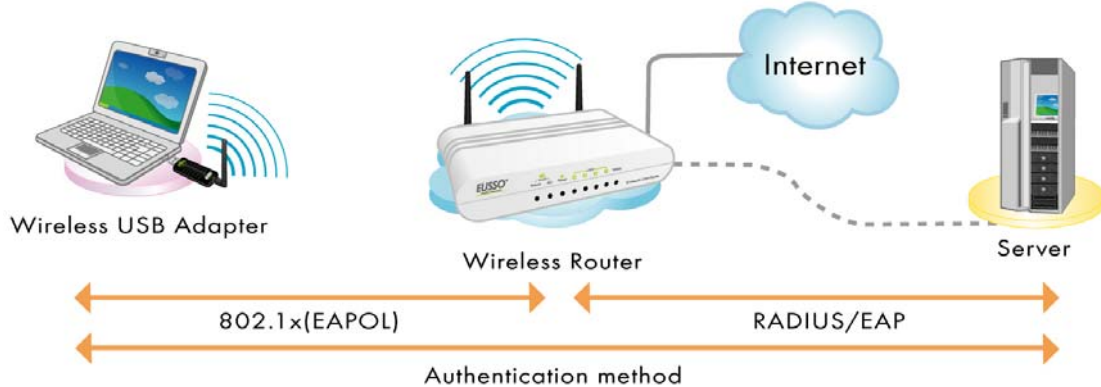 Internet
EUSSO
Wireless USB Adapter
Wireless Router
Server
802.1x(EAPOL)
RADIUS/EAP
Authentication method